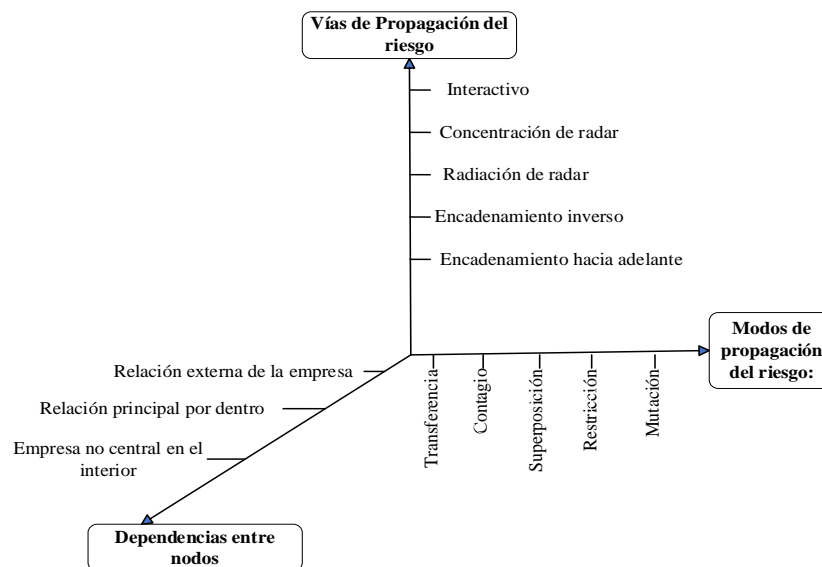 Vías de Propagación del
riesgo
Interactivo
Concentración de radar
Radiación de radar
Encadenamiento inverso
Encadenamiento hacia adelante
Modos de
propagación
del riesgo:
Relación externa de la empresa
Relación principal por dentro
Empresa no central en el
interior
Transferencia
Contagio
Superposición
Restricción
Mutación
Dependencias entre
nodos